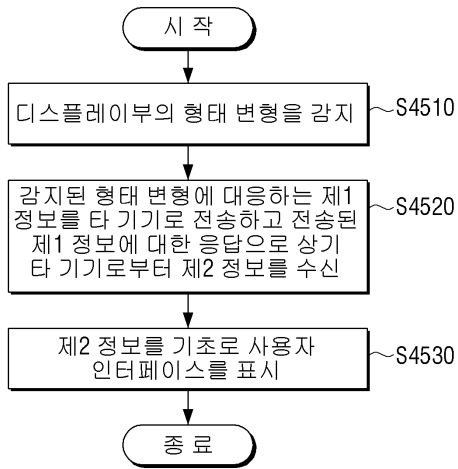 시 작
디스플레이부의 형태 변형을 감지
S4510
감지된 형태 변형에 대응하는 제1
정보를 타 기기로 전송하고 전송된
제1 정보에 대한 응답으로 상기
타 기기로부터 제2 정보를 수신
S4520
제2 정보를 기초로 사용자
인터페이스를 표시
S4530
종 료